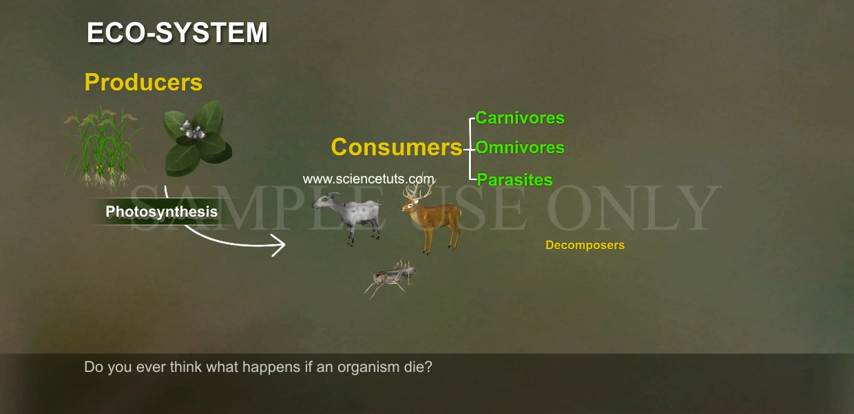 ECO-SYSTEM
Producers
Carnivores
Consumers
Omnivores
www.sciencetuts.com
Parasites
SAMPLE USE ONLY
Photosynthesis
Decomposers
Do you ever think what happens if an organism die?